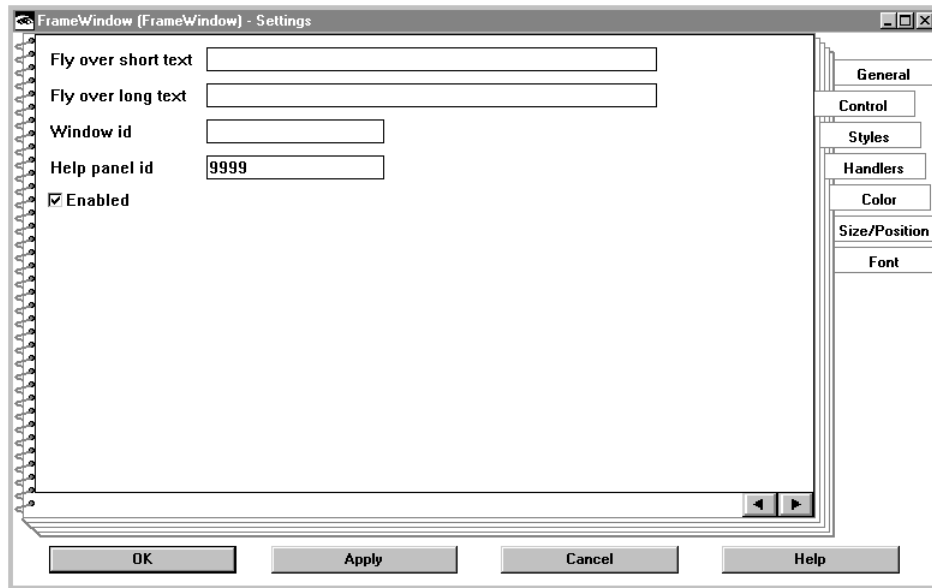 FrameWindow (FrameWindow) - Settings
Fly over short text
Fly over long text
Window id
Help panel id 9999
Enabled
General
Control
Styles
Handlers
Color
Size/Position
Font
OK Apply Cancel Help